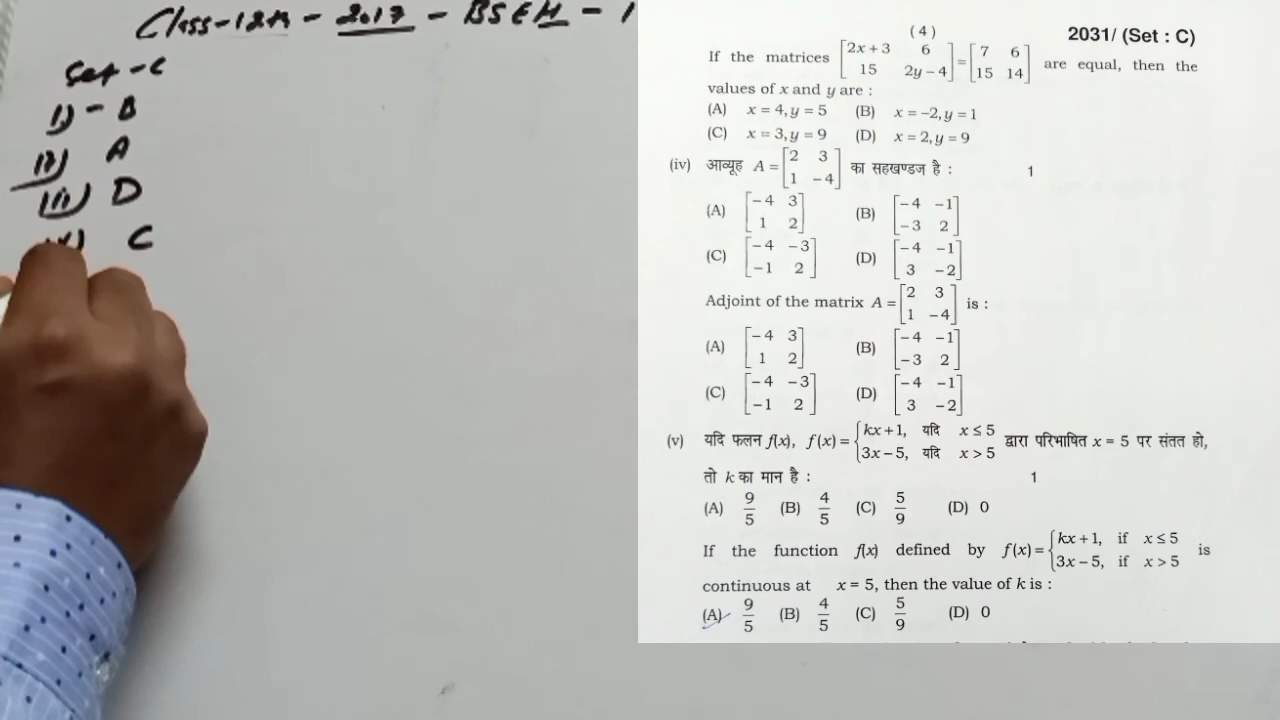 Class-12th - 2017 - BSEH - 1
Set - C
i) - B
ii) A
iii) D
C
(4)
2031/ (Set : C)
If the matrices [2x+3 6 15 2y-4] = [7 6 15 14] are equal, then the
values of x and y are :
(A) x = 4, y = 5 (B) x = -2, y = 1
(C) x = 3, y = 9 (D) x = 2, y = 9
(iv) आव्यूह A = [2 3 1 -4] का सहखण्डज है : 1
(A) [-4 3 1 2] (B) [-4 -1 -3 2]
(C) [-4 -3 -1 2] (D) [-4 -1 3 -2]
Adjoint of the matrix A = [2 3 1 -4] is :
(A) [-4 3 1 2] (B) [-4 -1 -3 2]
(C) [-4 -3 -1 2] (D) [-4 -1 3 -2]
(v) यदि फलन f(x), f(x) = {kx+1, यदि x ≤ 5 3x-5, यदि x > 5 द्वारा परिभाषित x = 5 पर संतत हो,
तो k का मान है : 1
(A) 9/5 (B) 4/5 (C) 5/9 (D) 0
If the function f(x) defined by f(x) = {kx+1, if x ≤ 5 3x-5, if x > 5 is
continuous at x = 5, then the value of k is :
(A) 9/5 (B) 4/5 (C) 5/9 (D) 0